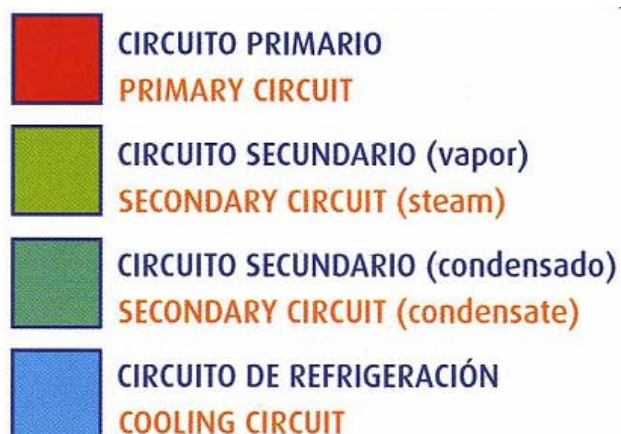 CIRCUITO PRIMARIO
PRIMARY CIRCUIT
CIRCUITO SECUNDARIO (vapor)
SECONDARY CIRCUIT (steam)
CIRCUITO SECUNDARIO (condensado)
SECONDARY CIRCUIT (condensate)
CIRCUITO DE REFRIGERACIÓN
COOLING CIRCUIT